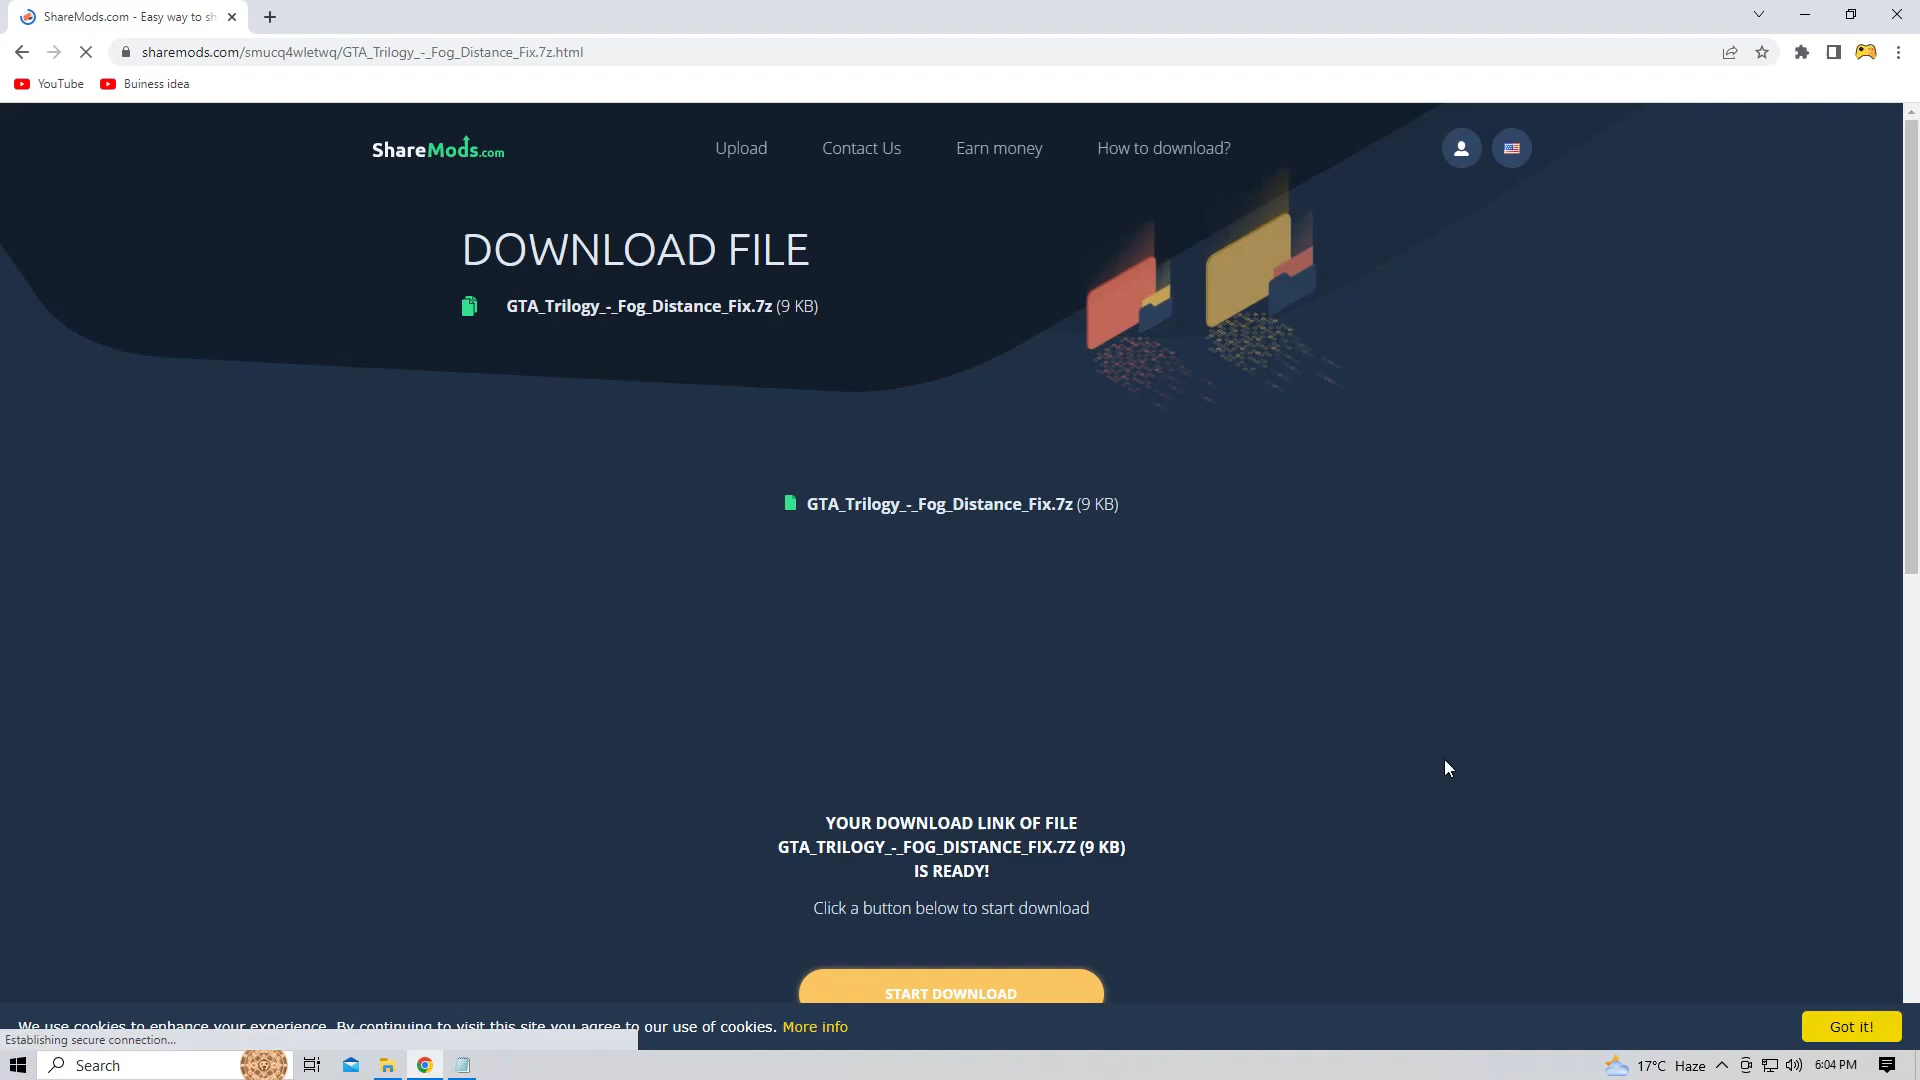 ShareMods.com - Easy way to sh
sharemods.com/smucq4wletwq/GTA_Trilogy_-_Fog_Distance_Fix.7z.html
YouTube
Buiness idea
ShareMods.com
Upload
Contact Us
Earn money
How to download?
DOWNLOAD FILE
GTA_Trilogy_-_Fog_Distance_Fix.7z (9 KB)
GTA_Trilogy_-_Fog_Distance_Fix.7z (9 KB)
YOUR DOWNLOAD LINK OF FILE
GTA_TRILOGY_-_FOG_DISTANCE_FIX.7Z (9 KB)
IS READY!
Click a button below to start download
START DOWNLOAD
We use cookies to enhance your experience. By continuing to visit this site you agree to our use of cookies. More info
Got it!
Establishing secure connection...
Search
17°C Haze
6:04 PM